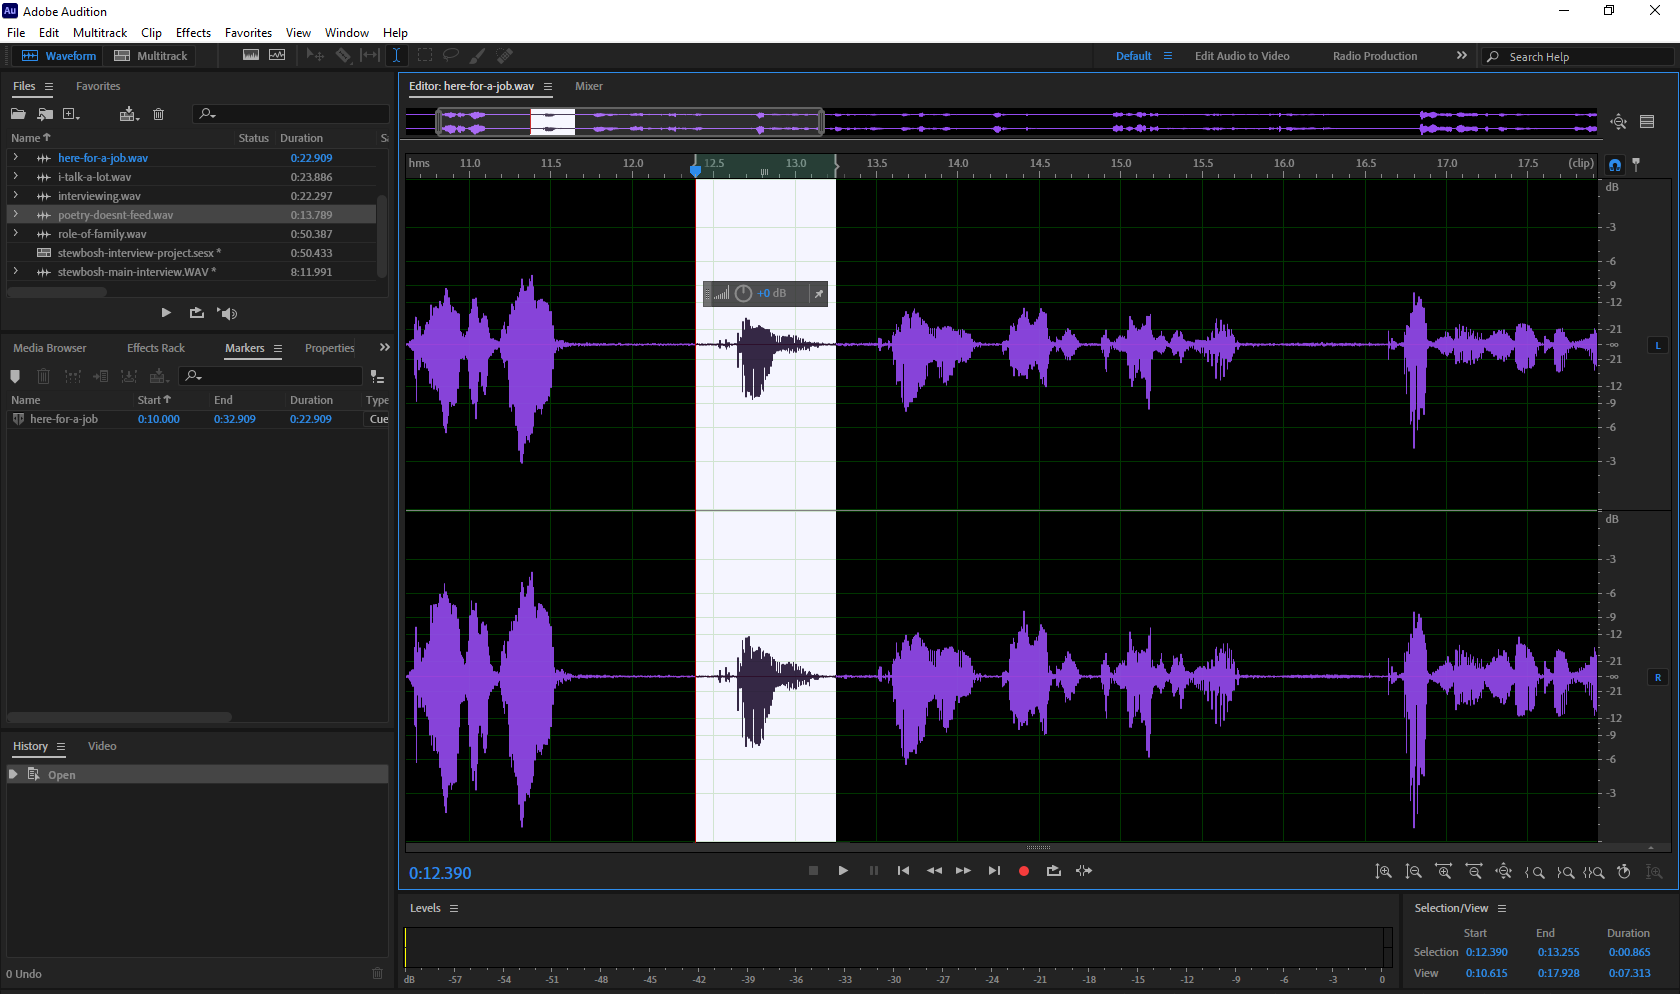 Au Adobe Audition
File Edit Multitrack Clip Effects Favorites View Window Help
Waveform Multitrack Default Edit Audio to Video Radio Production Search Help
Files Favorites
Name Status Duration
here-for-a-job.wav 0:22.909
i-talk-a-lot.wav 0:23.886
interviewing.wav 0:22.297
poetry-doesnt-feed.wav 0:13.789
role-of-family.wav 0:50.387
stewbosh-interview-project.sesx * 0:50.433
stewbosh-main-interview.WAV * 8:11.991
Media Browser Effects Rack Markers Properties
Name Start End Duration Type
here-for-a-job 0:10.000 0:32.909 0:22.909 Cue
History Video
Open
0 Undo
Editor: here-for-a-job.wav Mixer
hms 11.0 11.5 12.0 12.5 13.0 13.5 14.0 14.5 15.0 15.5 16.0 16.5 17.0 17.5 (clip)
dB
-3
-6
-9
-12
-21
-∞
-21
-12
-9
-6
-3
L
+0 dB
dB
-3
-6
-9
-12
-21
-∞
-21
-12
-9
-6
-3
R
0:12.390
Levels
dB -57 -54 -51 -48 -45 -42 -39 -36 -33 -30 -27 -24 -21 -18 -15 -12 -9 -6 -3 0
Selection/View
Start End Duration
Selection 0:12.390 0:13.255 0:00.865
View 0:10.615 0:17.928 0:07.313